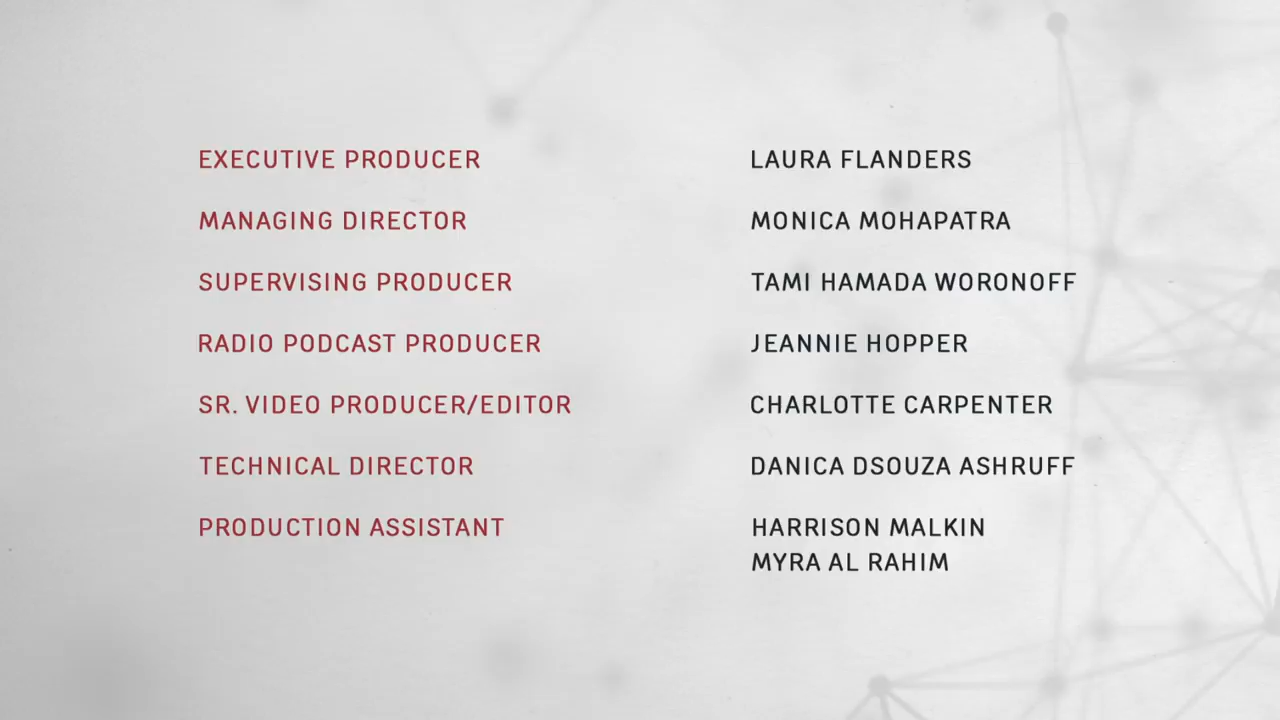 EXECUTIVE PRODUCER LAURA FLANDERS
MANAGING DIRECTOR MONICA MOHAPATRA
SUPERVISING PRODUCER TAMI HAMADA WORONOFF
RADIO PODCAST PRODUCER JEANNIE HOPPER
SR. VIDEO PRODUCER/EDITOR CHARLOTTE CARPENTER
TECHNICAL DIRECTOR DANICA DSOUZA ASHRUFF
PRODUCTION ASSISTANT HARRISON MALKIN
MYRA AL RAHIM